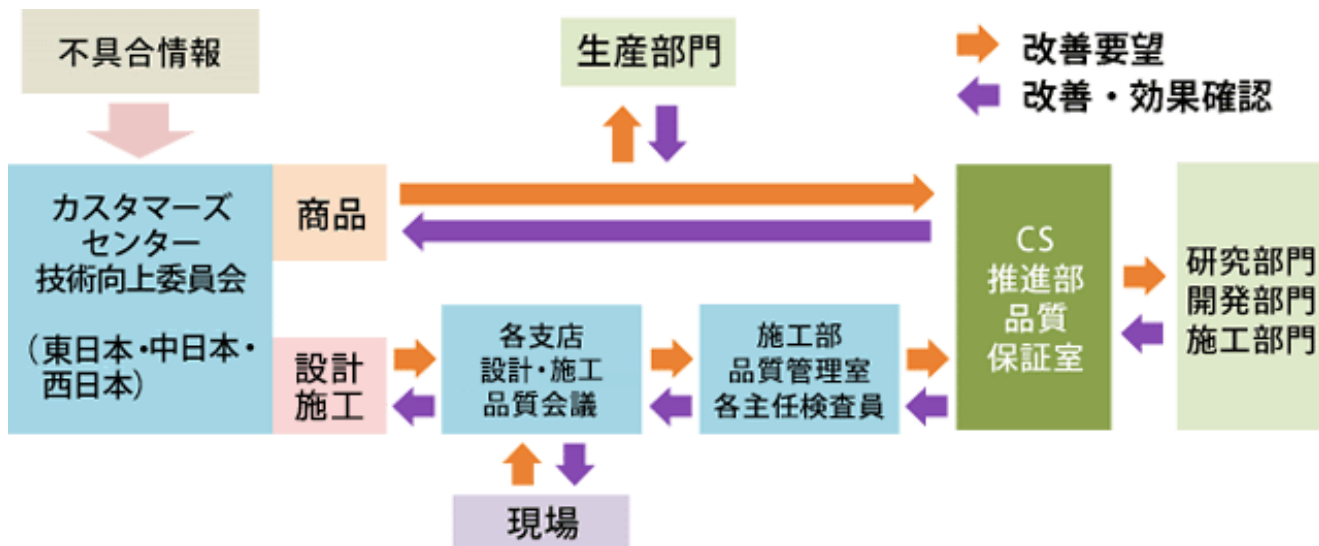 不具合情報
生産部門
改善要望
改善・効果確認
カスタマーズ
センター
技術向上委員会
(東日本・中日本・
西日本)
商品
設計
施工
各支店
設計・施工
品質会議
施工部
品質管理室
各主任検査員
CS
推進部
品質
保証室
研究部門
開発部門
施工部門
現場